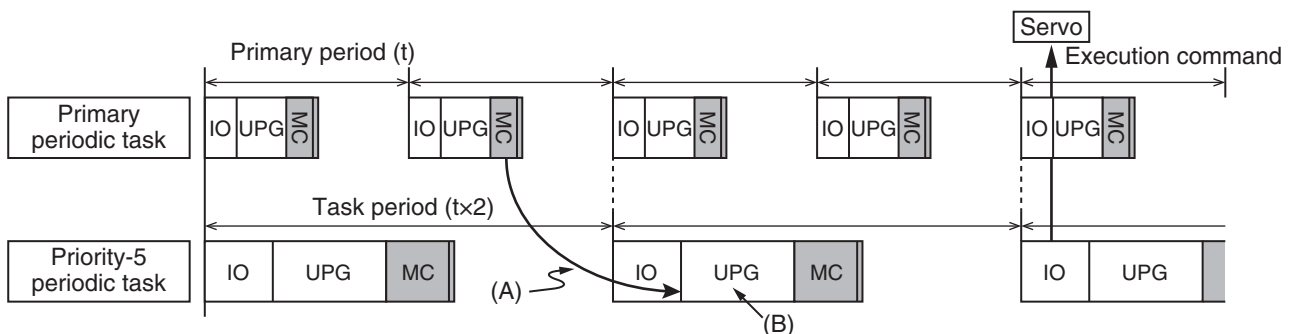 Servo
Primary period (t)
Execution command
Primary
periodic task
IO UPG MC
IO UPG MC
IO UPG MC
IO UPG MC
IO UPG MC
Task period (t×2)
Priority-5
periodic task
IO UPG MC
IO UPG MC
IO UPG
(A)
(B)